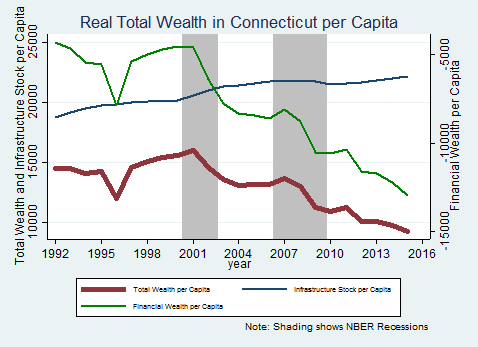 Real Total Wealth in Connecticut per Capita
Total Wealth and Infrastructure Stock per Capita
25000
20000
15000
10000
Financial Wealth per Capita
-5000
-10000
-15000
1992 1995 1998 2001 2004 2007 2010 2013 2016
year
Total Wealth per Capita Infrastructure Stock per Capita
Financial Wealth per Capita
Note: Shading shows NBER Recessions